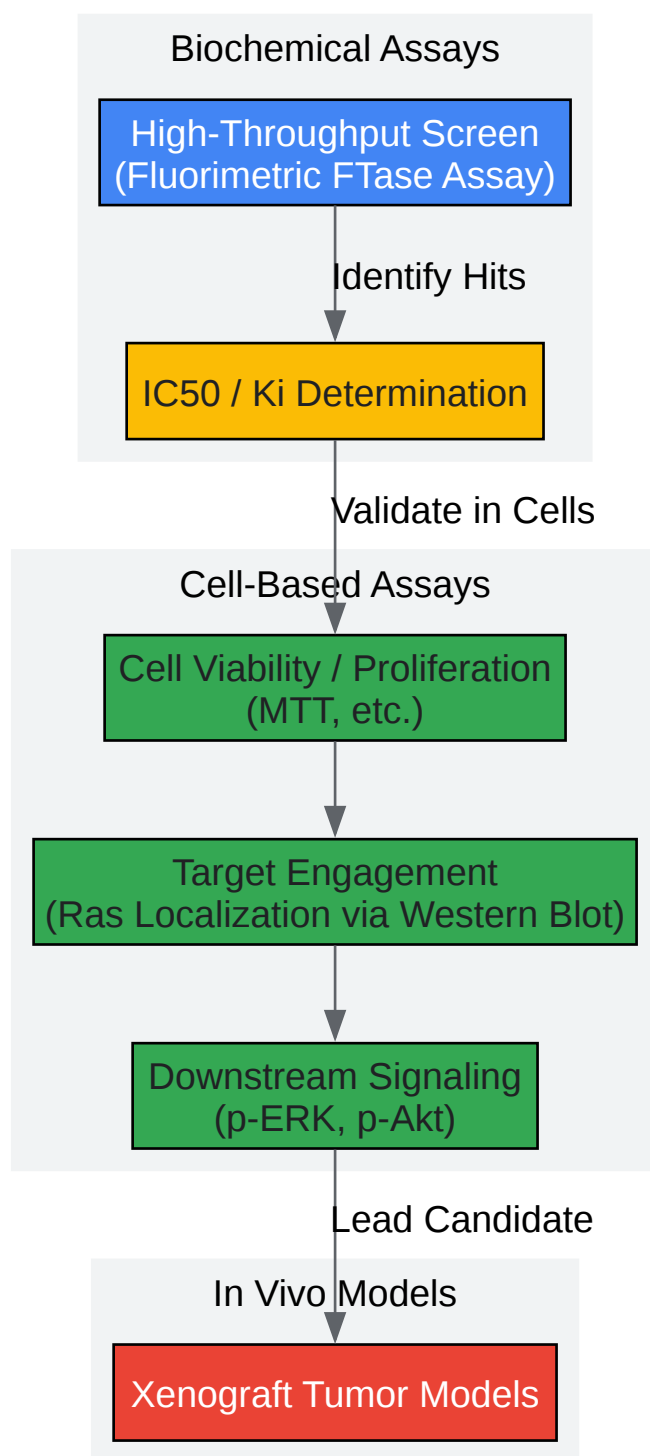 Biochemical Assays
High-Throughput Screen
(Fluorimetric FTase Assay)
Identify Hits
IC50 / Ki Determination
Validate in Cells
Cell-Based Assays
Cell Viability / Proliferation
(MTT, etc.)
Target Engagement
(Ras Localization via Western Blot)
Downstream Signaling
(p-ERK, p-Akt)
Lead Candidate
In Vivo Models
Xenograft Tumor Models